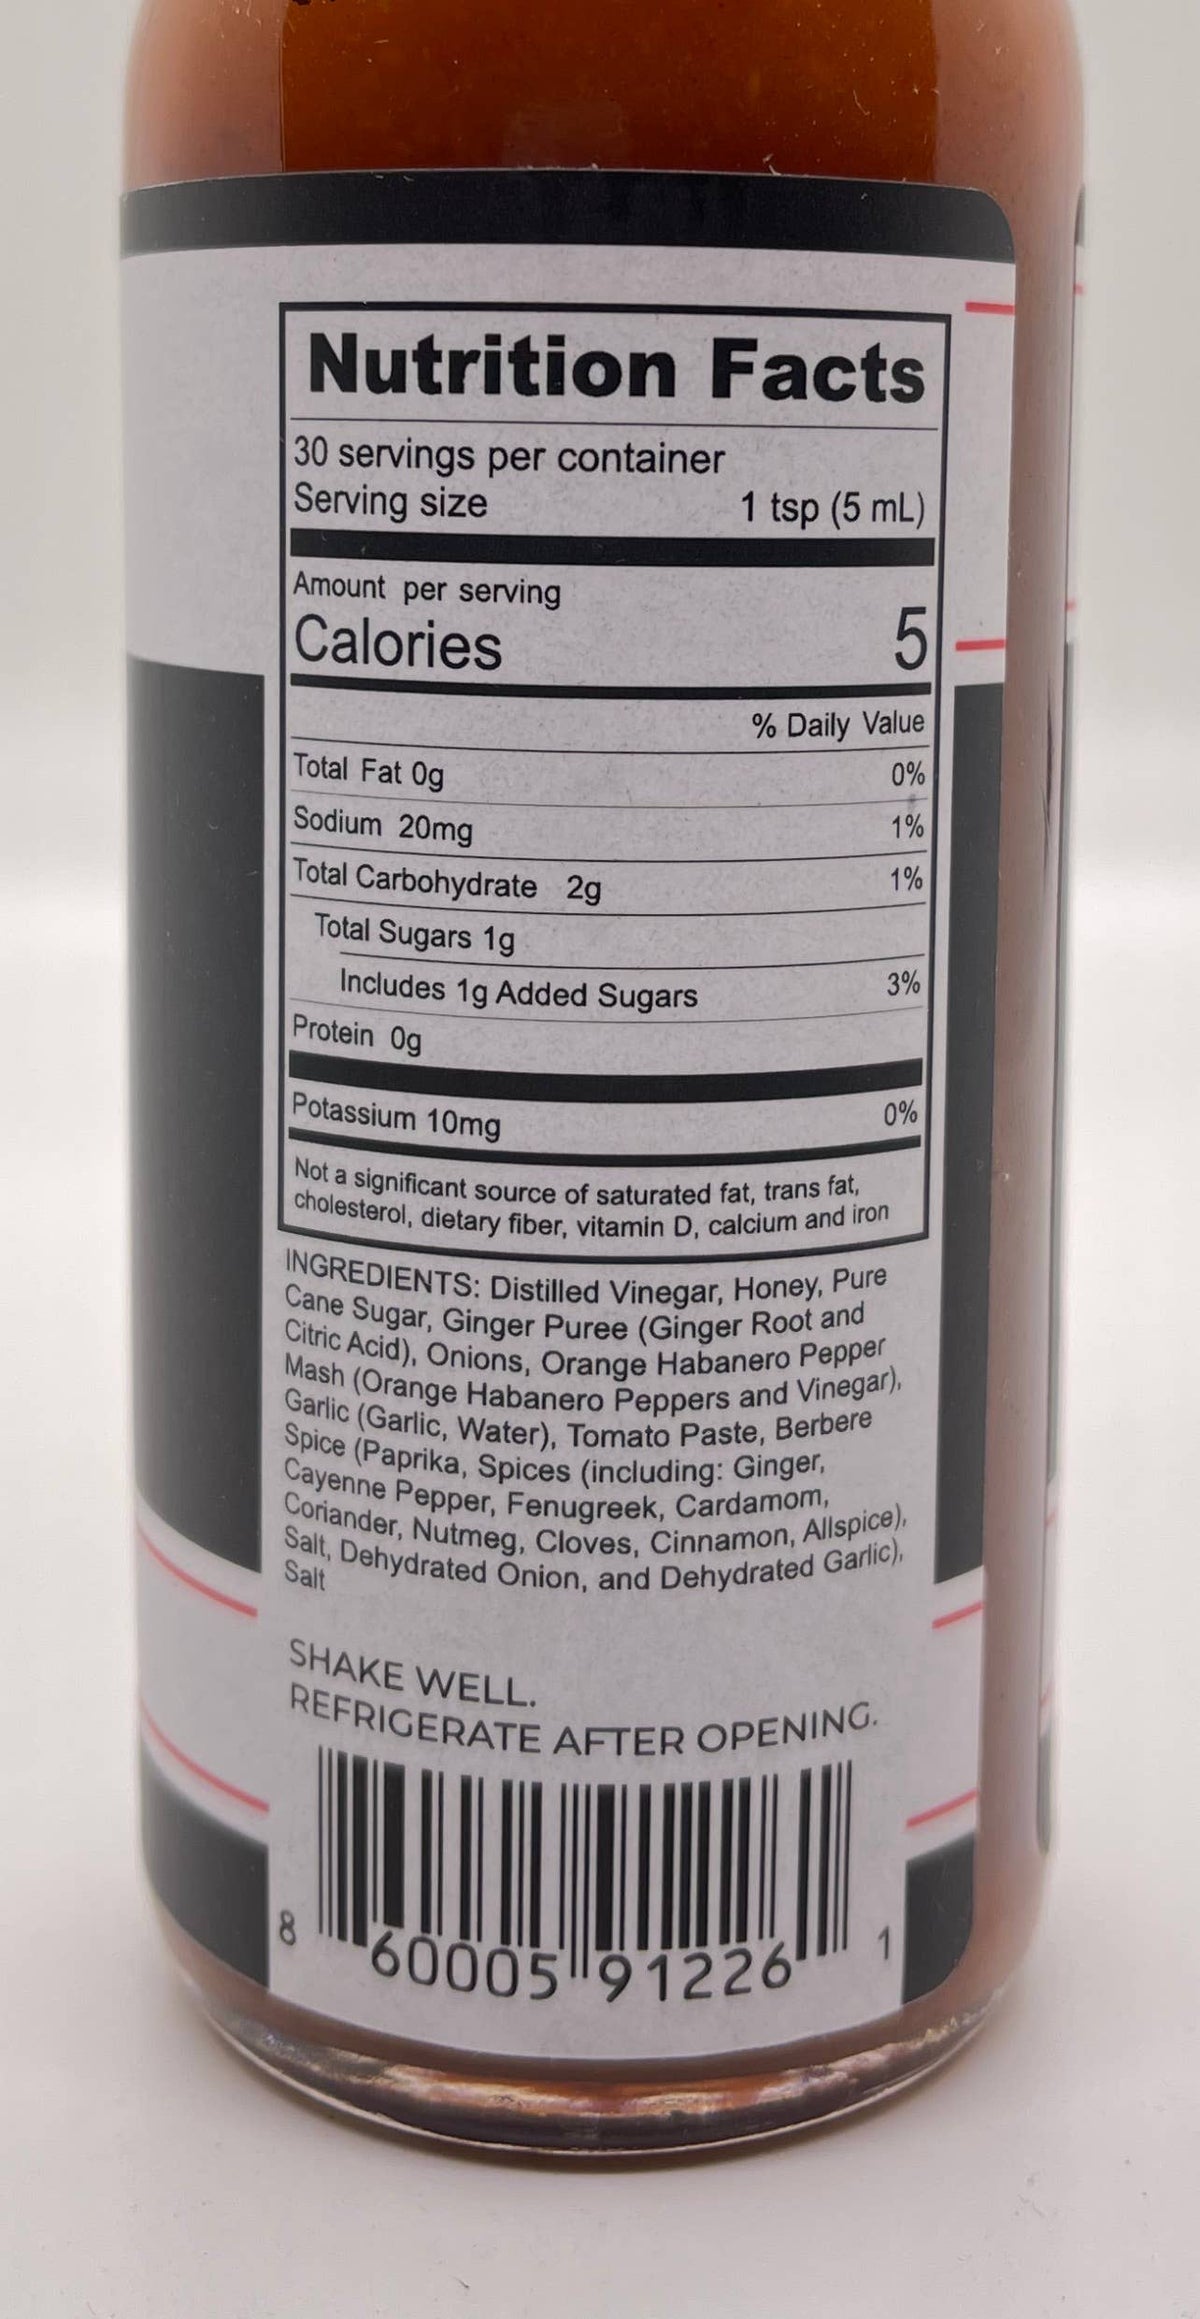 Nutrition Facts
30 servings per container
Serving size 1 tsp (5 mL)
Amount per serving
Calories 5
% Daily Value
Total Fat 0g 0%
Sodium 20mg 1%
Total Carbohydrate 2g 1%
Total Sugars 1g
Includes 1g Added Sugars 3%
Protein 0g
Potassium 10mg 0%
Not a significant source of saturated fat, trans fat,
cholesterol, dietary fiber, vitamin D, calcium and iron
INGREDIENTS: Distilled Vinegar, Honey, Pure
Cane Sugar, Ginger Puree (Ginger Root and
Citric Acid), Onions, Orange Habanero Pepper
Mash (Orange Habanero Peppers and Vinegar),
Garlic (Garlic, Water), Tomato Paste, Berbere
Spice (Paprika, Spices (including: Ginger,
Cayenne Pepper, Fenugreek, Cardamom,
Coriander, Nutmeg, Cloves, Cinnamon, Allspice),
Salt, Dehydrated Onion, and Dehydrated Garlic),
Salt
SHAKE WELL.
REFRIGERATE AFTER OPENING.
8 60005 91226 1